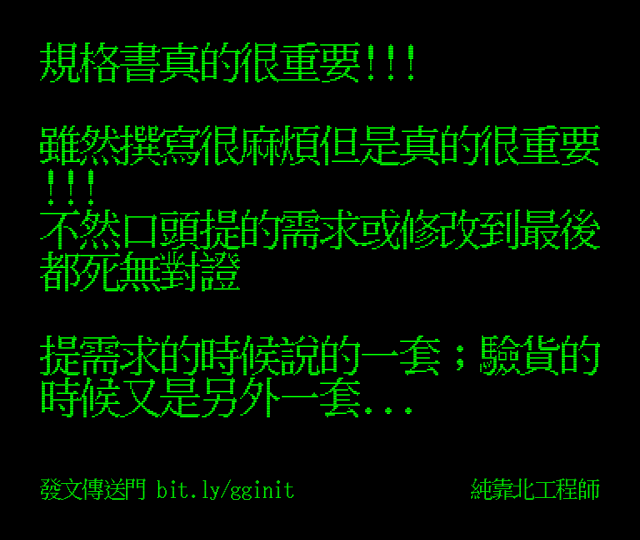 規格書真的很重要!!!
雖然撰寫很麻煩但是真的很重要
!!!
不然口頭提的需求或修改到最後
都死無對證
提需求的時候說的一套；驗貨的
時候又是另外一套...
發文傳送門 bit.ly/gginit
純靠北工程師